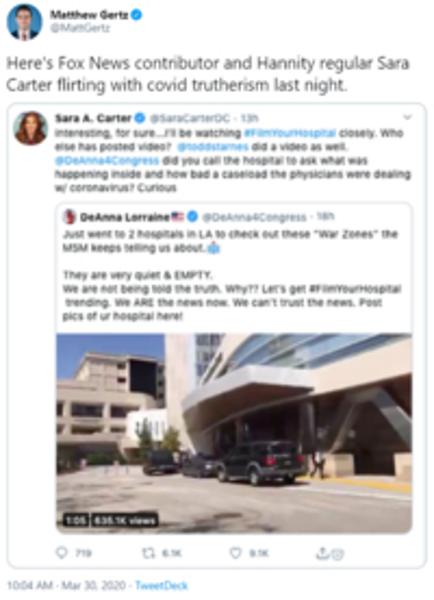 Matthew Gertz
@MattGertz
Here's Fox News contributor and Hannity regular Sara
Carter flirting with covid trutherism last night.
Sara A. Carter @SaraCarterDC · 13h
Interesting, for sure...I'll be watching #FilmYourHospital closely. Who
else has posted video? @toddstarnes did a video as well.
@DeAnna4Congress did you call the hospital to ask what was
happening inside and how bad a caseload the physicians were dealing
w/ coronavirus? Curious
DeAnna Lorraine @DeAnna4Congress · 18h
Just went to 2 hospitals in LA to check out these "War Zones" the
MSM keeps telling us about.
They are very quiet & EMPTY.
We are not being told the truth. Why?? Let's get #FilmYourHospital
trending. We ARE the news now. We can't trust the news. Post
pics of ur hospital here!
1:05 635.1K views
719 6.1K 9.1K
10:04 AM · Mar 30, 2020 · TweetDeck